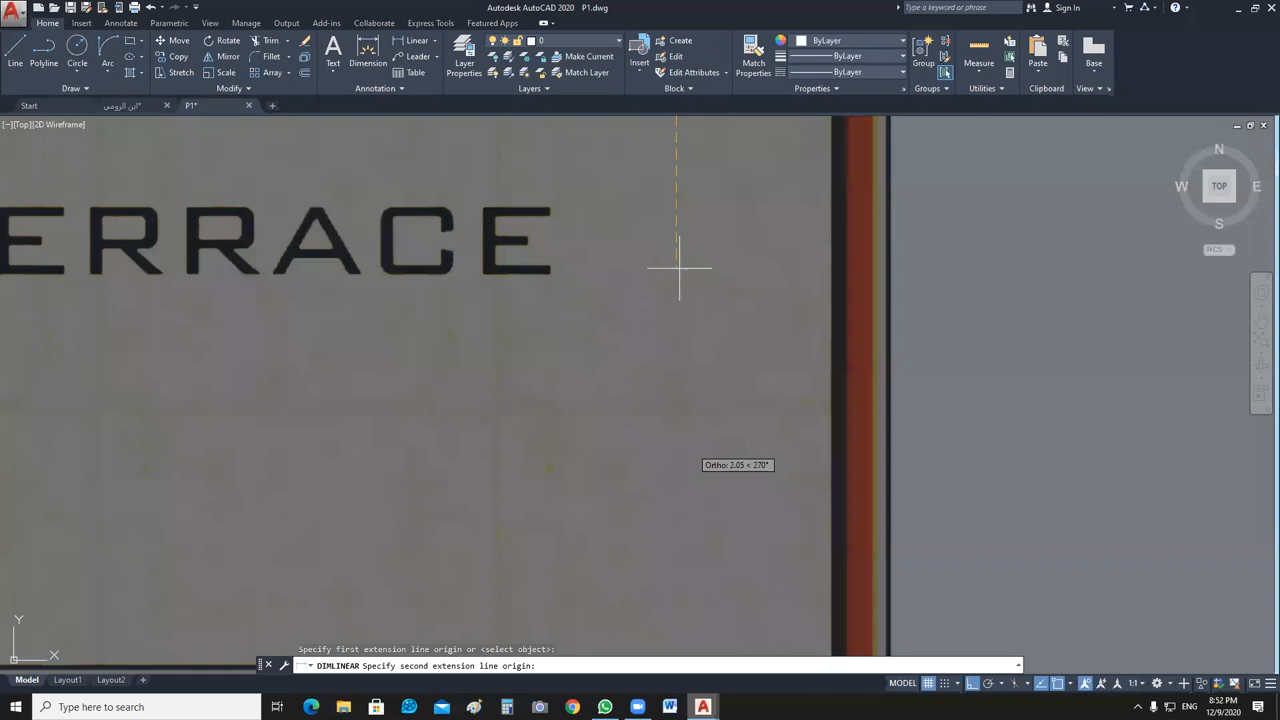 Autodesk AutoCAD 2020 P1.dwg
Type a keyword or phrase
Sign In
Home Insert Annotate Parametric View Manage Output Add-ins Collaborate Express Tools Featured Apps
Line Polyline Circle Arc
Move Rotate Trim
Copy Mirror Fillet
Stretch Scale Array
Text Dimension
Linear
Leader
Table
Layer Properties
0
Make Current
Match Layer
Insert
Create
Edit
Edit Attributes
Match Properties
ByLayer
ByLayer
ByLayer
Group
Measure
Paste
Base
Draw Modify Annotation Layers Block Properties Groups Utilities Clipboard View
Start
ابن الرومى*
P1*
[−][Top][2D Wireframe]
N
W TOP E
S
WCS
ERRACE
Ortho: 2.05 < 270°
Y
X
Specify first extension line origin or <select object>:
DIMLINEAR Specify second extension line origin:
Model Layout1 Layout2
MODEL
1:1
Type here to search
ENG
8:52 PM
12/9/2020